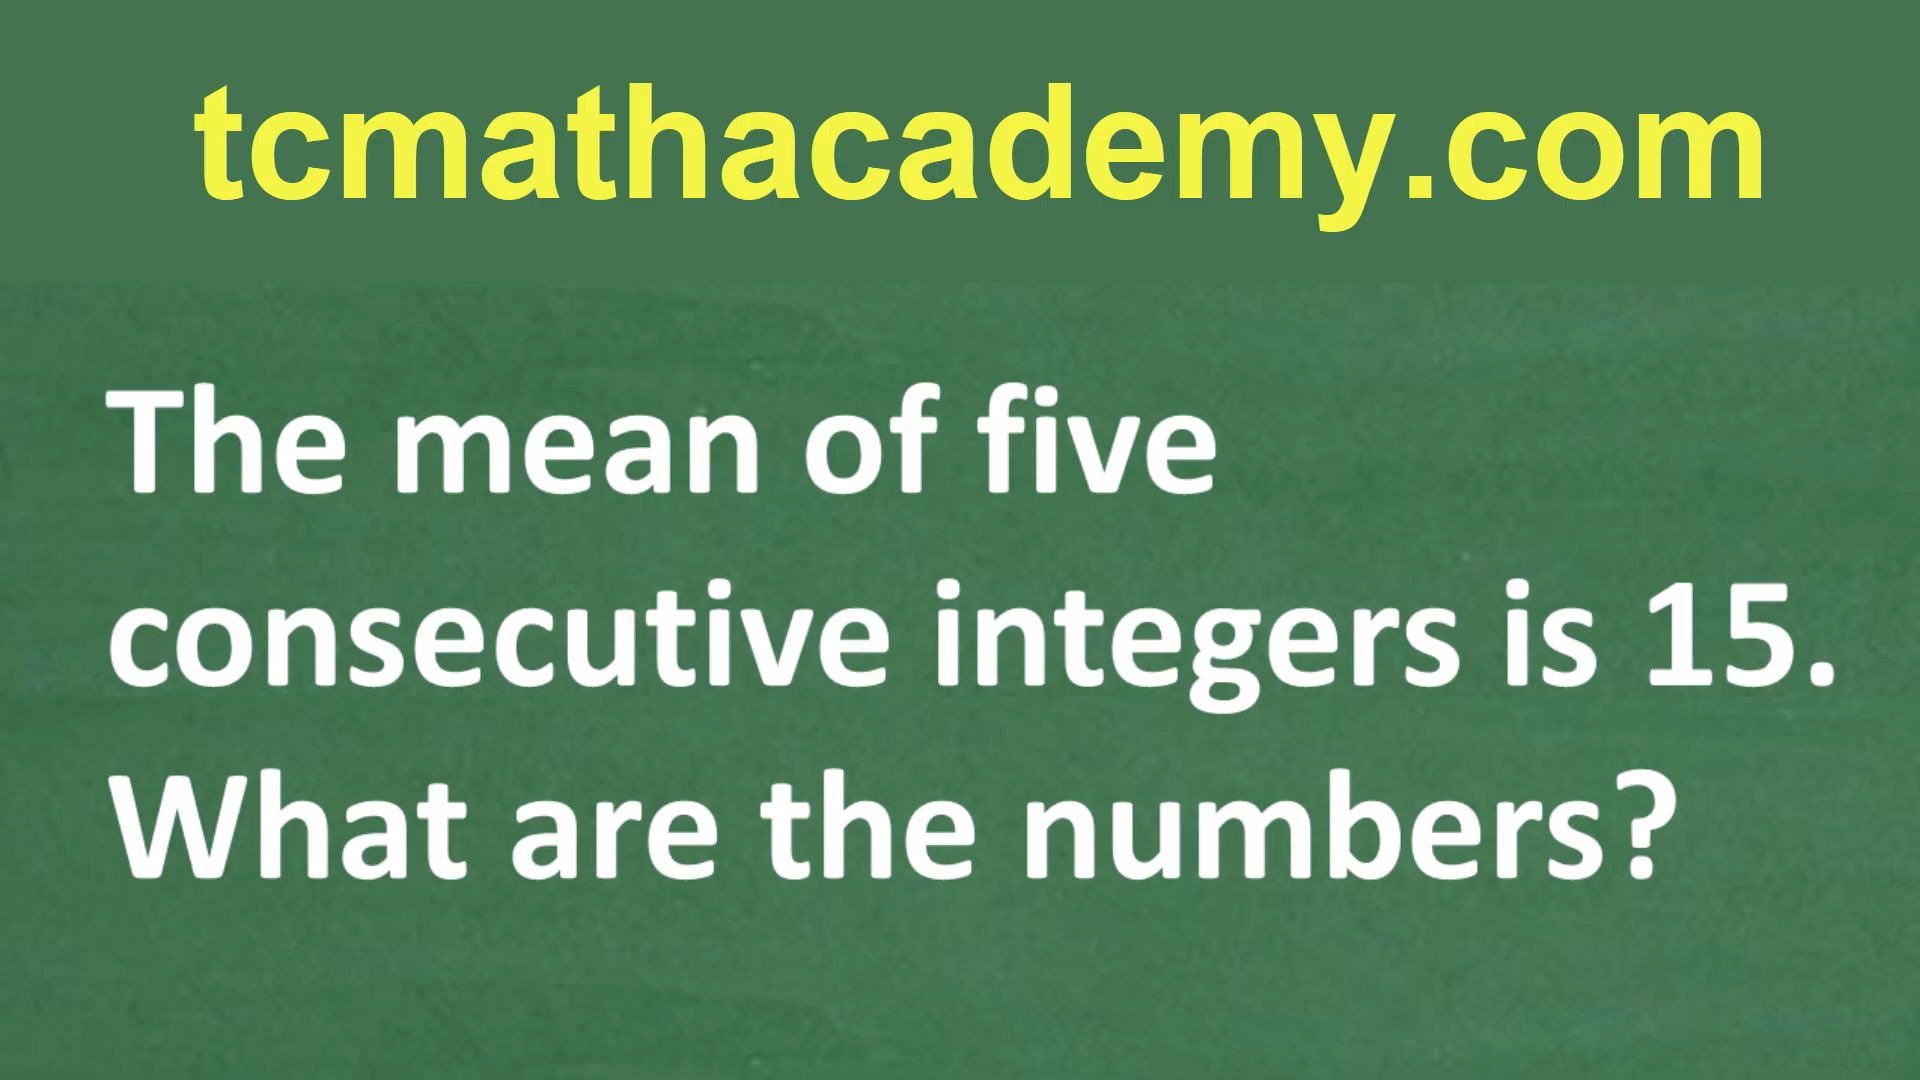 tcmathacademy.com
The mean of five
consecutive integers is 15.
What are the numbers?